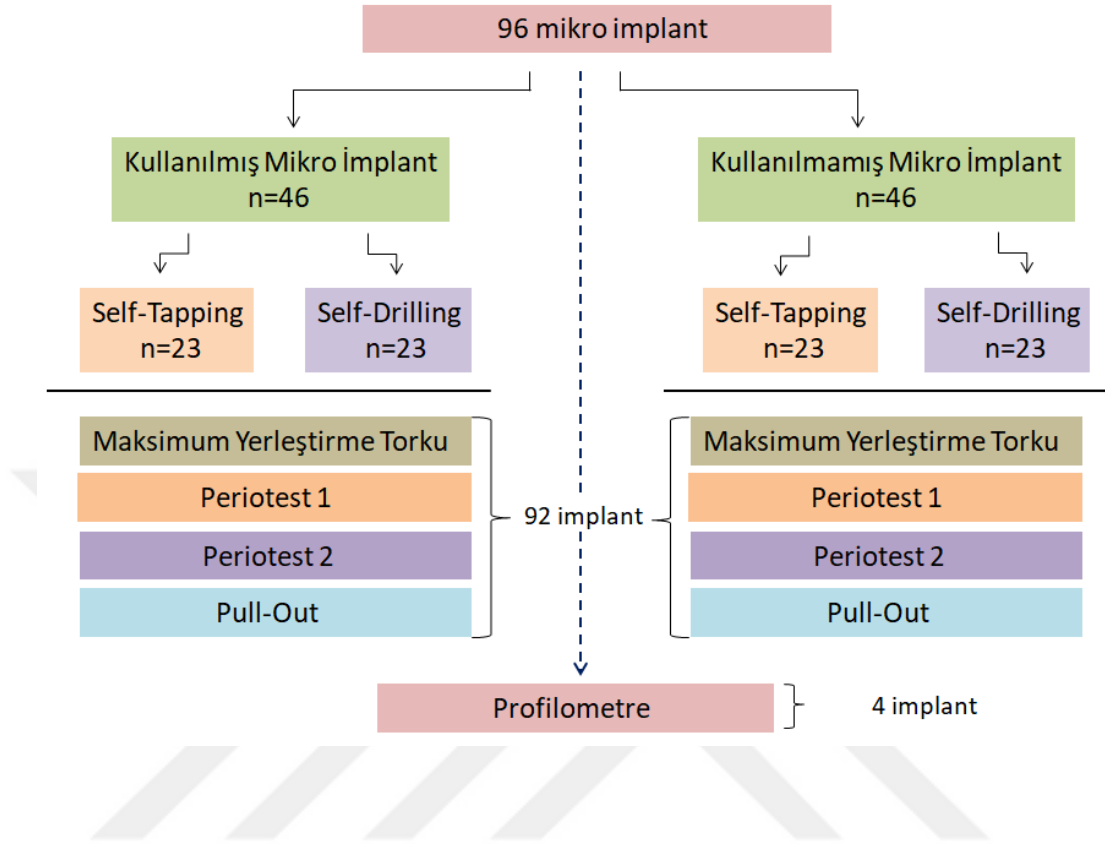 96 mikro implant
Kullanılmış Mikro İmplant
n=46
Kullanılmamış Mikro İmplant
n=46
Self-Tapping
n=23
Self-Drilling
n=23
Self-Tapping
n=23
Self-Drilling
n=23
Maksimum Yerleştirme Torku
Periotest 1
Periotest 2
Pull-Out
92 implant
Maksimum Yerleştirme Torku
Periotest 1
Periotest 2
Pull-Out
Profilometre
4 implant